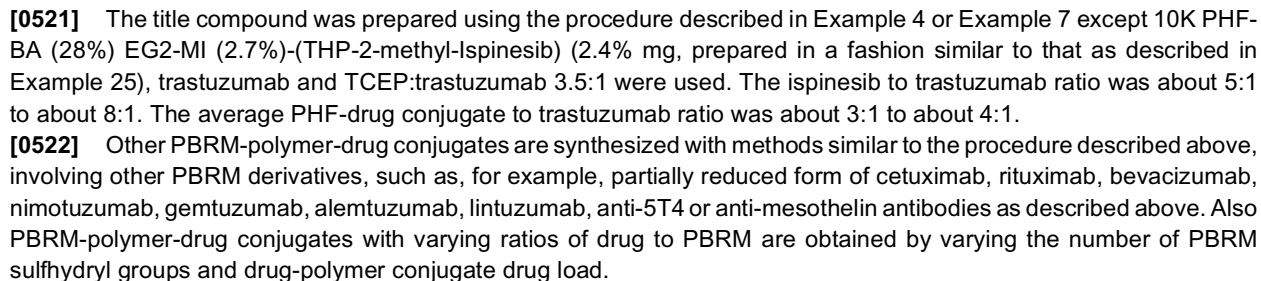 [0521] The title compound was prepared using the procedure described in Example 4 or Example 7 except 10K PHF-
BA (28%) EG2-MI (2.7%)-(THP-2-methyl-Ispinesib) (2.4% mg, prepared in a fashion similar to that as described in
Example 25), trastuzumab and TCEP:trastuzumab 3.5:1 were used. The ispinesib to trastuzumab ratio was about 5:1
to about 8:1. The average PHF-drug conjugate to trastuzumab ratio was about 3:1 to about 4:1.
[0522] Other PBRM-polymer-drug conjugates are synthesized with methods similar to the procedure described above,
involving other PBRM derivatives, such as, for example, partially reduced form of cetuximab, rituximab, bevacizumab,
nimotuzumab, gemtuzumab, alemtuzumab, lintuzumab, anti-5T4 or anti-mesothelin antibodies as described above. Also
PBRM-polymer-drug conjugates with varying ratios of drug to PBRM are obtained by varying the number of PBRM
sulfhydryl groups and drug-polymer conjugate drug load.